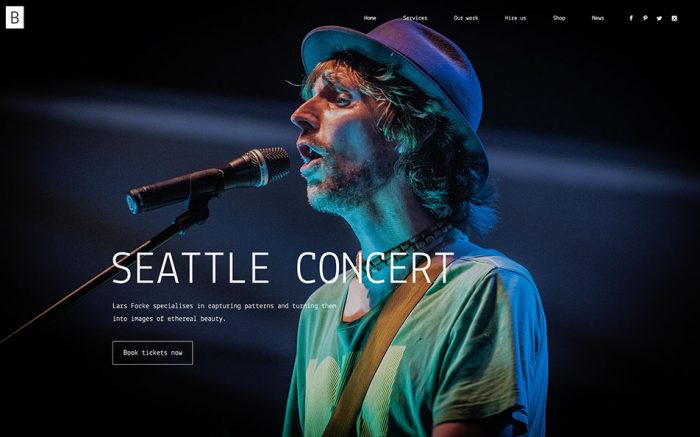 B
Home Services Our work Hire us Shop News
SEATTLE CONCERT
Lars Focke specialises in capturing patterns and turning them
into images of ethereal beauty.
Book tickets now